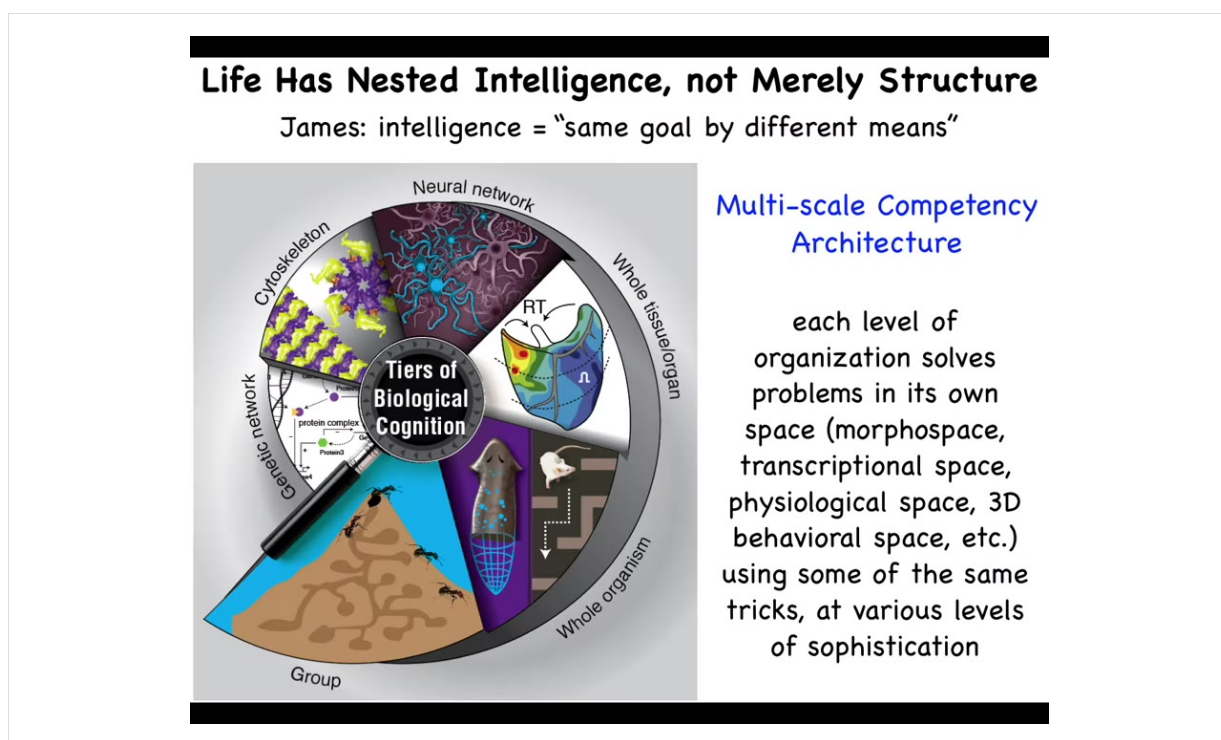 Life Has Nested Intelligence, not Merely Structure
James: intelligence = “same goal by different means”
Neural network
Cytoskeleton
Whole tissue/organ
RT
Tiers of
Biological
Cognition
Genetic network
protein complex
Protein3
Whole organism
Group
Multi-scale Competency
Architecture
each level of
organization solves
problems in its own
space (morphospace,
transcriptional space,
physiological space, 3D
behavioral space, etc.)
using some of the same
tricks, at various levels
of sophistication